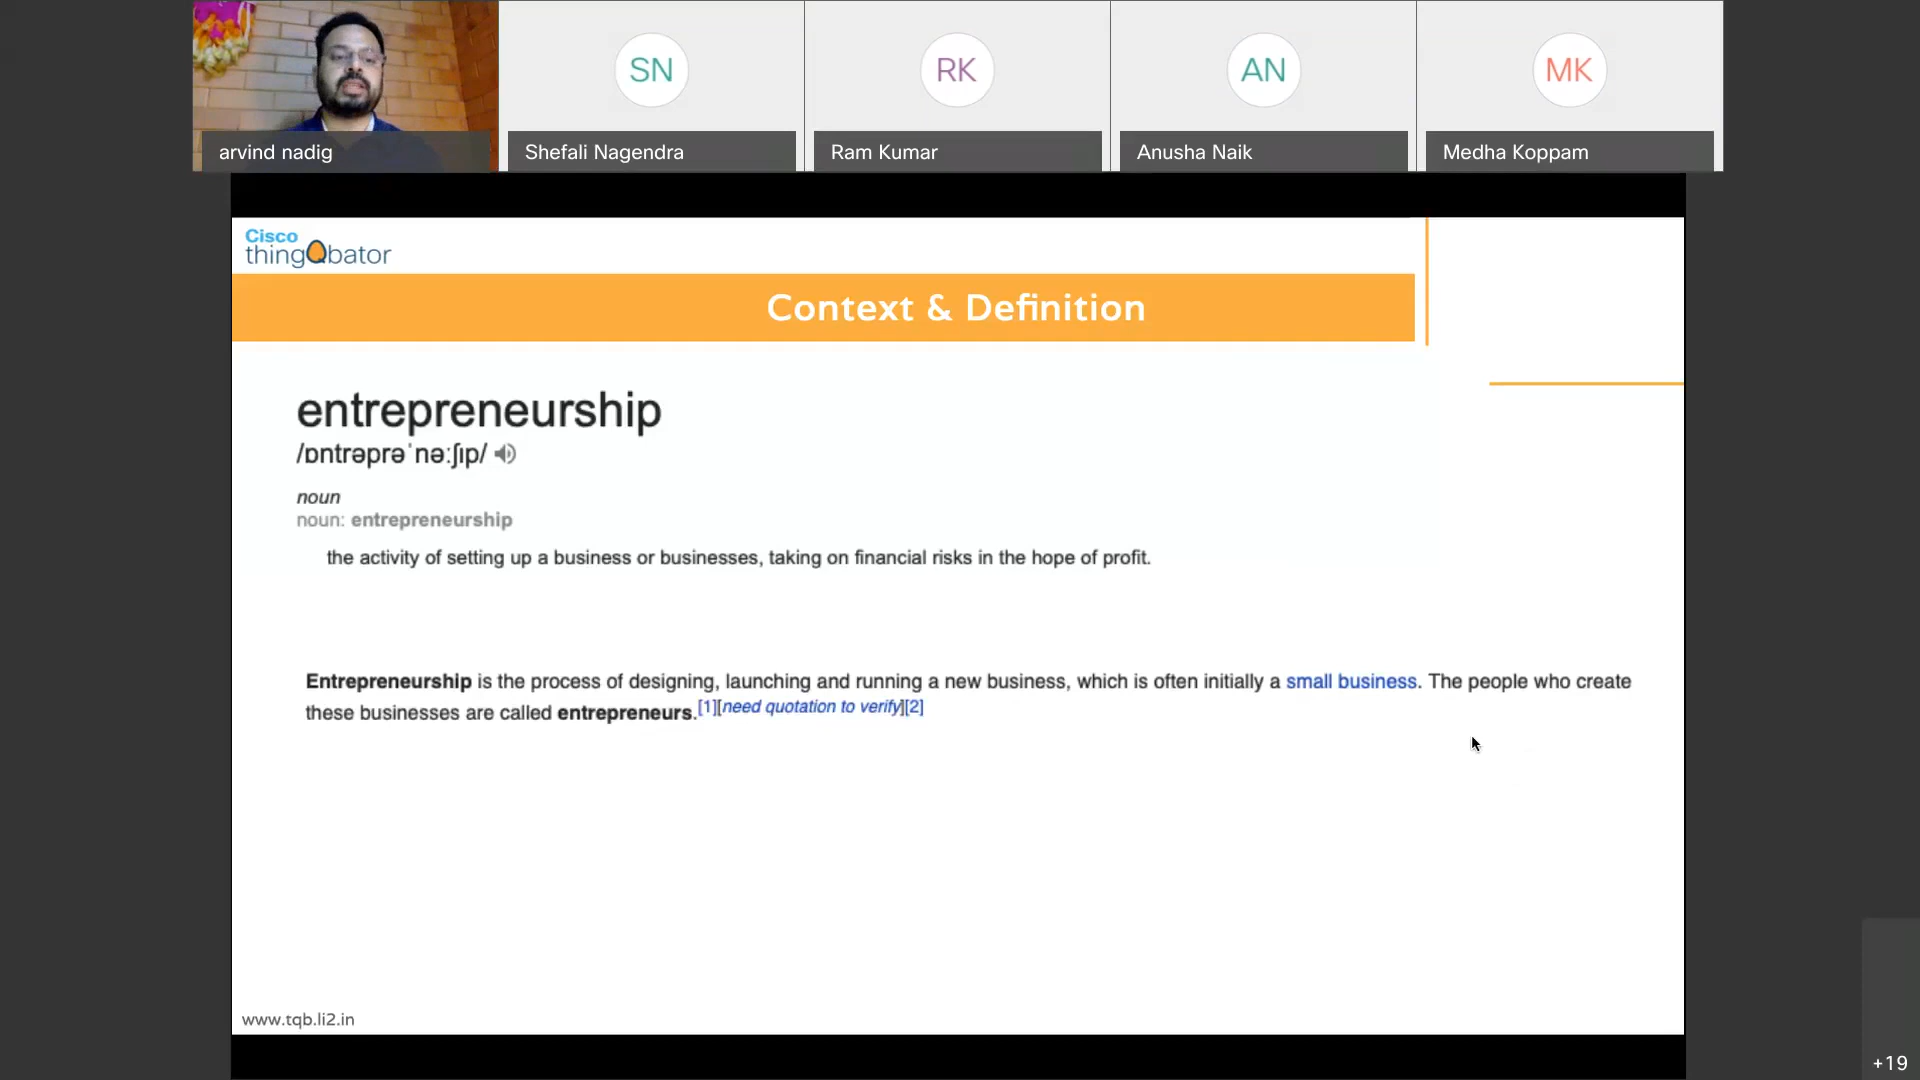 SN
RK
AN
MK
arvind nadig
Shefali Nagendra
Ram Kumar
Anusha Naik
Medha Koppam
Cisco
thingQbator
Context & Definition
entrepreneurship
/ɒntrəprəˈnəːʃɪp/
noun
noun: entrepreneurship
the activity of setting up a business or businesses, taking on financial risks in the hope of profit.
Entrepreneurship is the process of designing, launching and running a new business, which is often initially a small business. The people who create
these businesses are called entrepreneurs.[1][need quotation to verify][2]
www.tqb.li2.in
+19